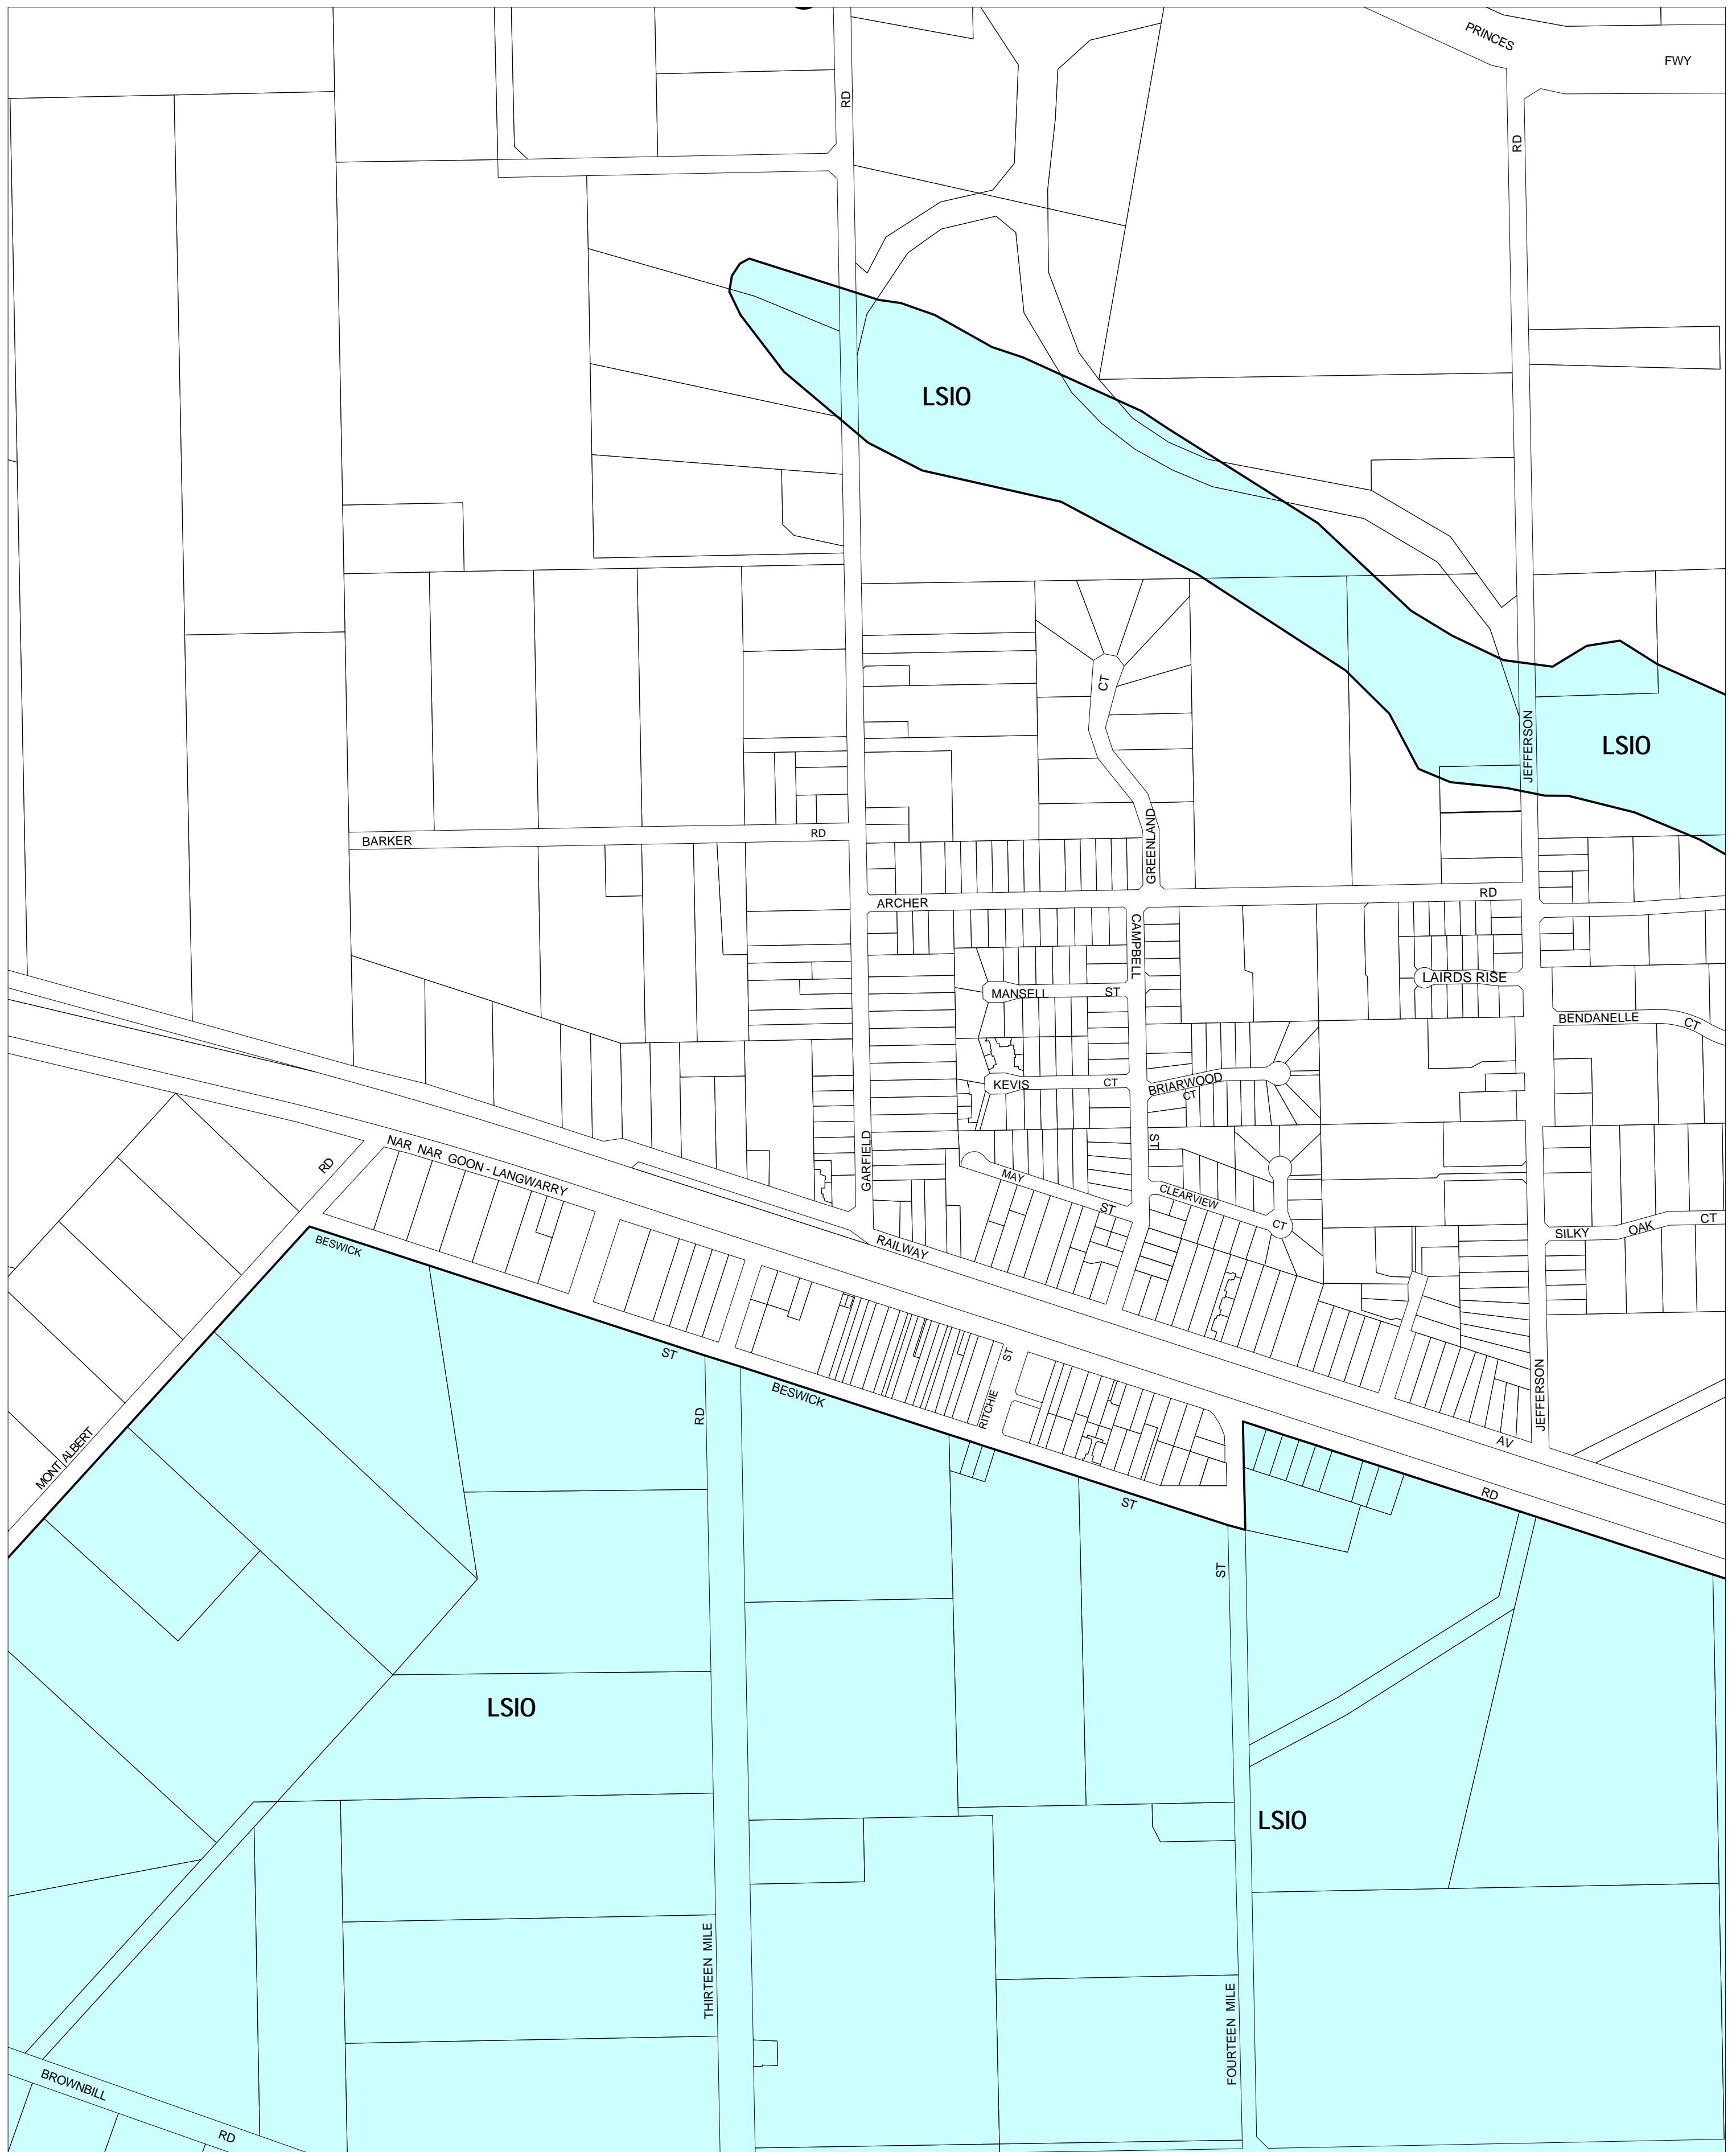 PRINCES
FWY
RD
RD
LSIO
CT
JEFFERSON
LSIO
BARKER
RD
GREENLAND
ARCHER
RD
CAMPBELL
LAIRDS RISE
MANSELL
ST
BENDANELLE
CT
KEVIS
CT
BRIARWOOD
CT
NAR NAR GOON - LANGWARRY
RD
GARFIELD
ST
MAY
ST
CLEARVIEW
CT
SILKY
OAK
CT
BESWICK
RAILWAY
ST
ST
RITCHIE
BESWICK
RD
JEFFERSON
AV
MONT ALBERT
RD
ST
ST
LSIO
LSIO
THIRTEEN MILE
FOURTEEN MILE
BROWNBILL
RD